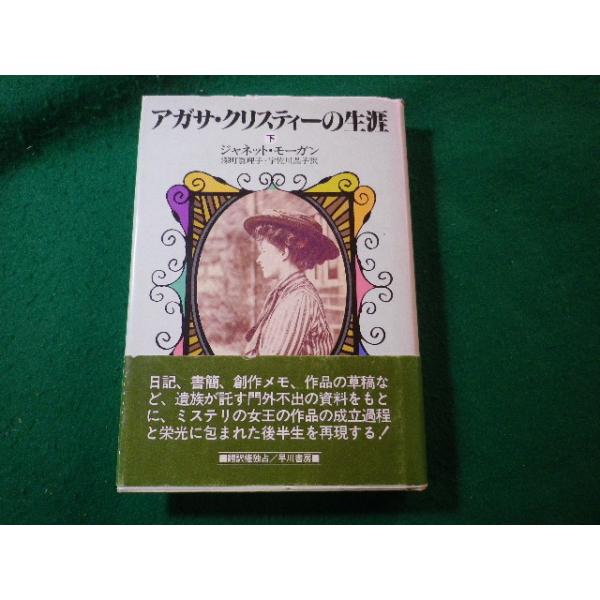 アガサ・クリスティーの生涯
下
ジャネット・モーガン
深町眞理子・宇佐川晶子訳
日記、書簡、創作メモ、作品の草稿な
ど、遺族が託す門外不出の資料をもと
に、ミステリの女王の作品の成立過程
と栄光に包まれた後半生を再現する!
■翻訳権独占/早川書房■